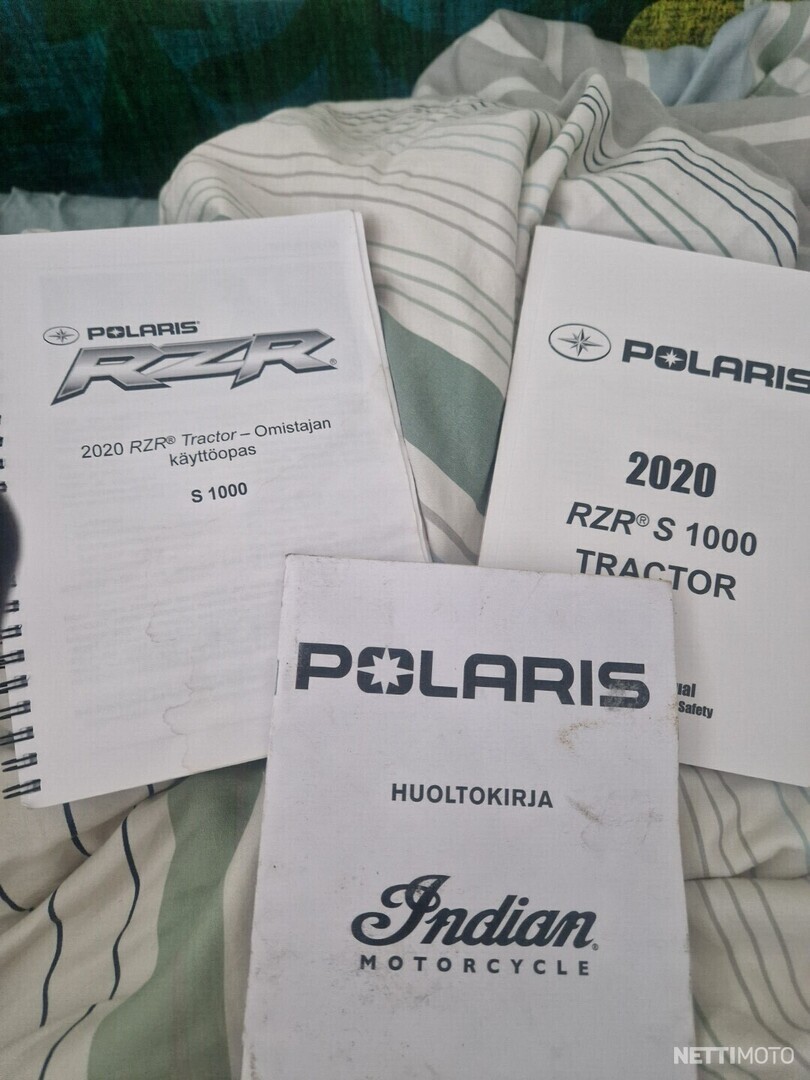 POLARIS®
RZR®
2020 RZR® Tractor – Omistajan
käyttöopas
S 1000
POLARIS
2020
RZR® S 1000
TRACTOR
Safety
POLARIS
HUOLTOKIRJA
Indian®
MOTORCYCLE
NETTIMOTO